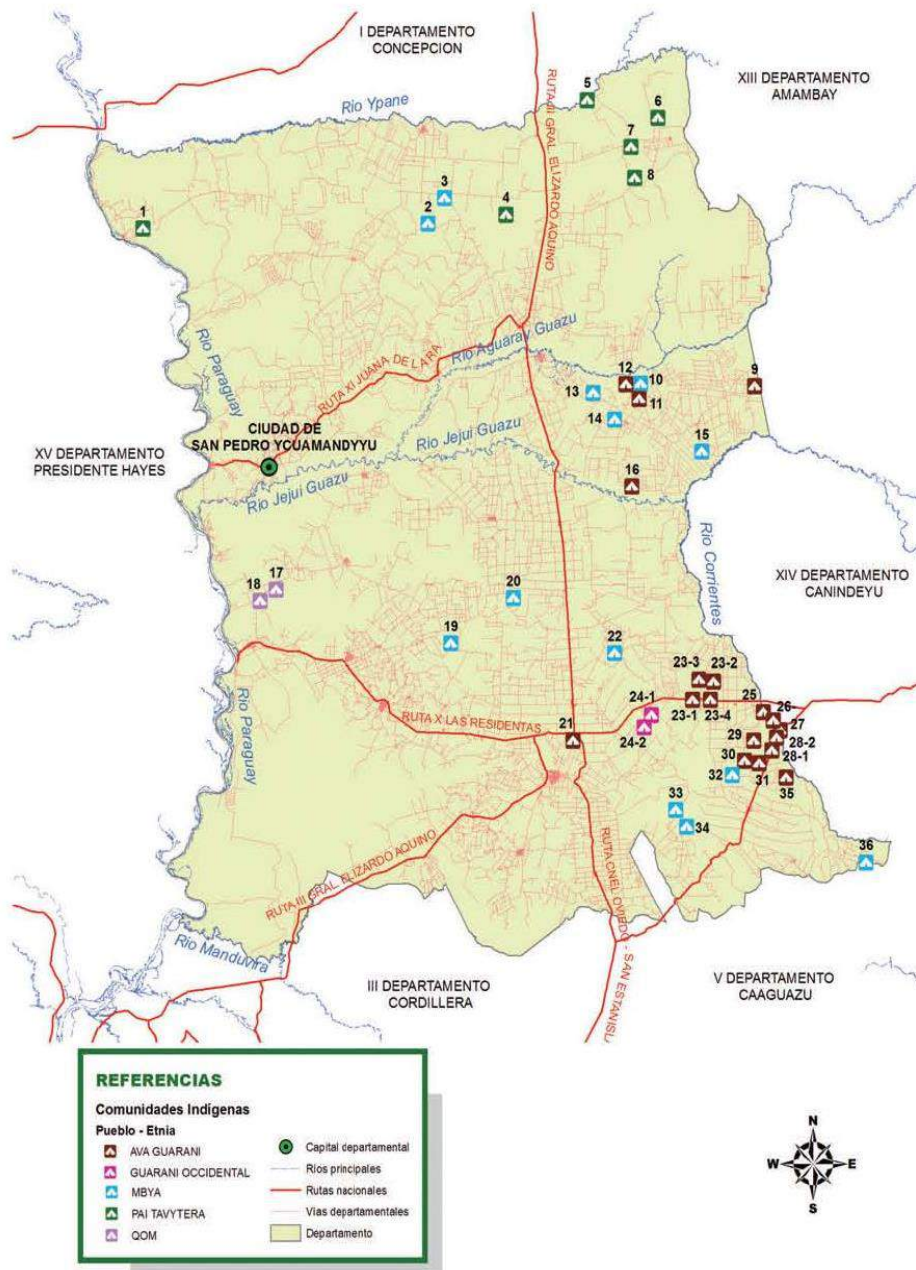 I DEPARTAMENTO
CONCEPCION
XIII DEPARTAMENTO
AMAMBAY
Rio Ypane
RUTA III GRAL. ELIZARDO AQUINO
5
6
7
8
3
2
4
1
Rio Paraguay
RUTA XI JUANA DE LARA
Rio Aguaray Guazu
12
10
9
13
11
14
CIUDAD DE
SAN PEDRO YCUAMANDYYU
Rio Jejui Guazu
15
XV DEPARTAMENTO
PRESIDENTE HAYES
16
Rio Jejui Guazu
Rio Corrientes
XIV DEPARTAMENTO
CANINDEYU
18
17
20
19
22
23-3
23-2
24-1
23-1
23-4
25
26
27
Rio Paraguay
RUTA X LAS RESIDENTAS
21
24-2
29
28-2
30
28-1
32
31
35
33
34
36
RUTA III GRAL. ELIZARDO AQUINO
RUTA CNEL OVIEDO - SAN ESTANISL
Rio Manduvira
III DEPARTAMENTO
CORDILLERA
V DEPARTAMENTO
CAAGUAZU
REFERENCIAS
Comunidades Indígenas
Pueblo - Etnia
AVA GUARANI
GUARANI OCCIDENTAL
MBYA
PAI TAVYTERA
QOM
Capital departamental
Rios principales
Rutas nacionales
Vias departamentales
Departamento
N
W
E
S